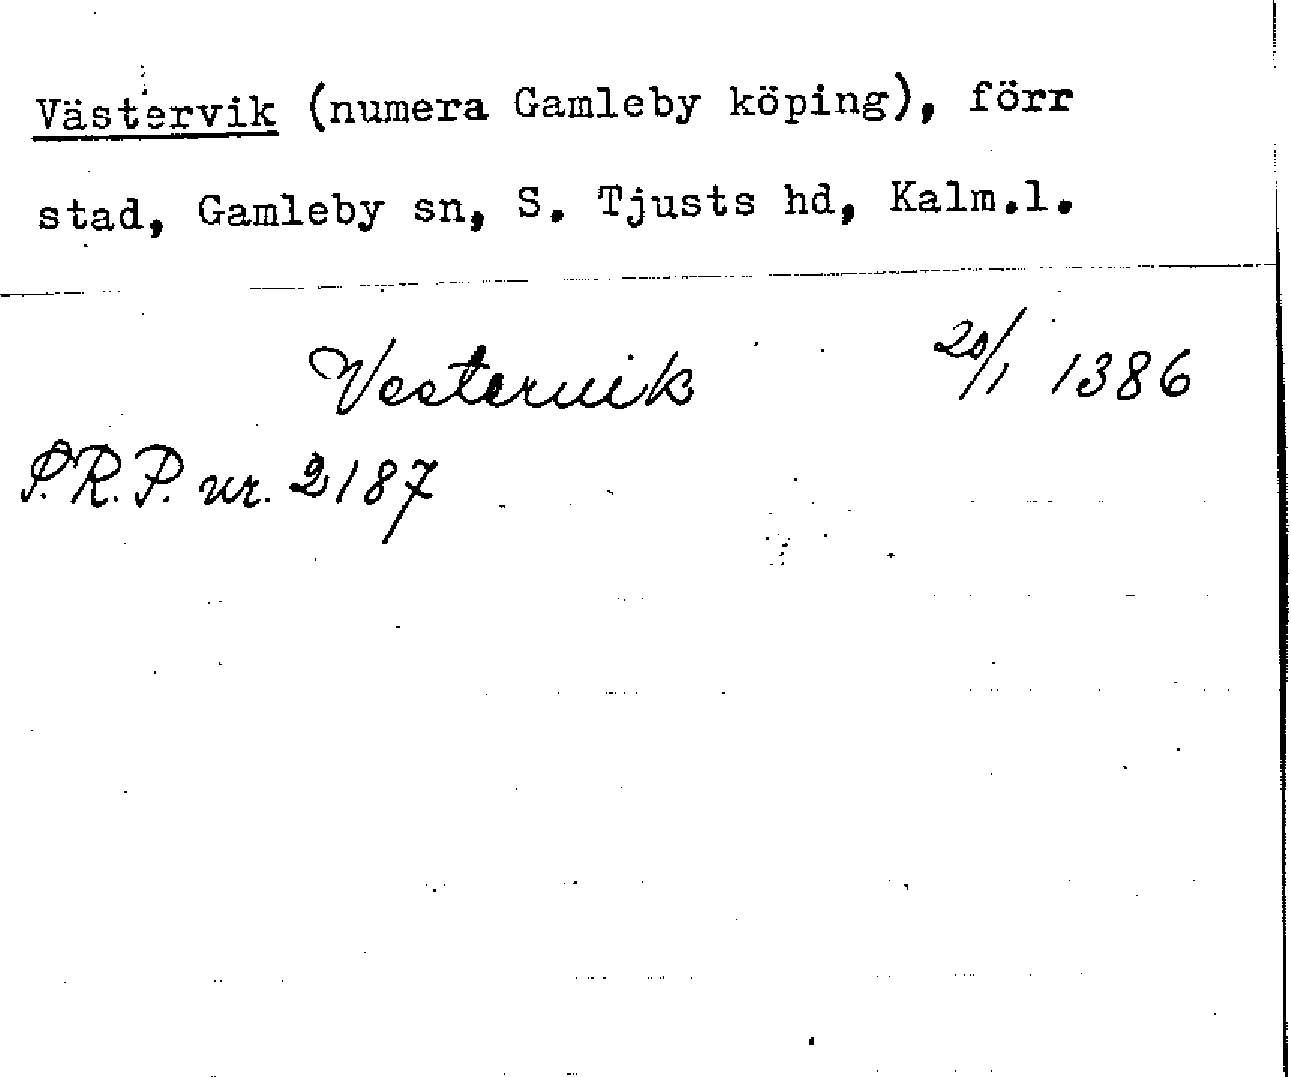 Västervik (numera Gamleby köping), förr
stad, Gamleby sn, S. Tjusts hd, Kalm.l.
Vestervik 20/1 1386
S.R.P. nr. 2187